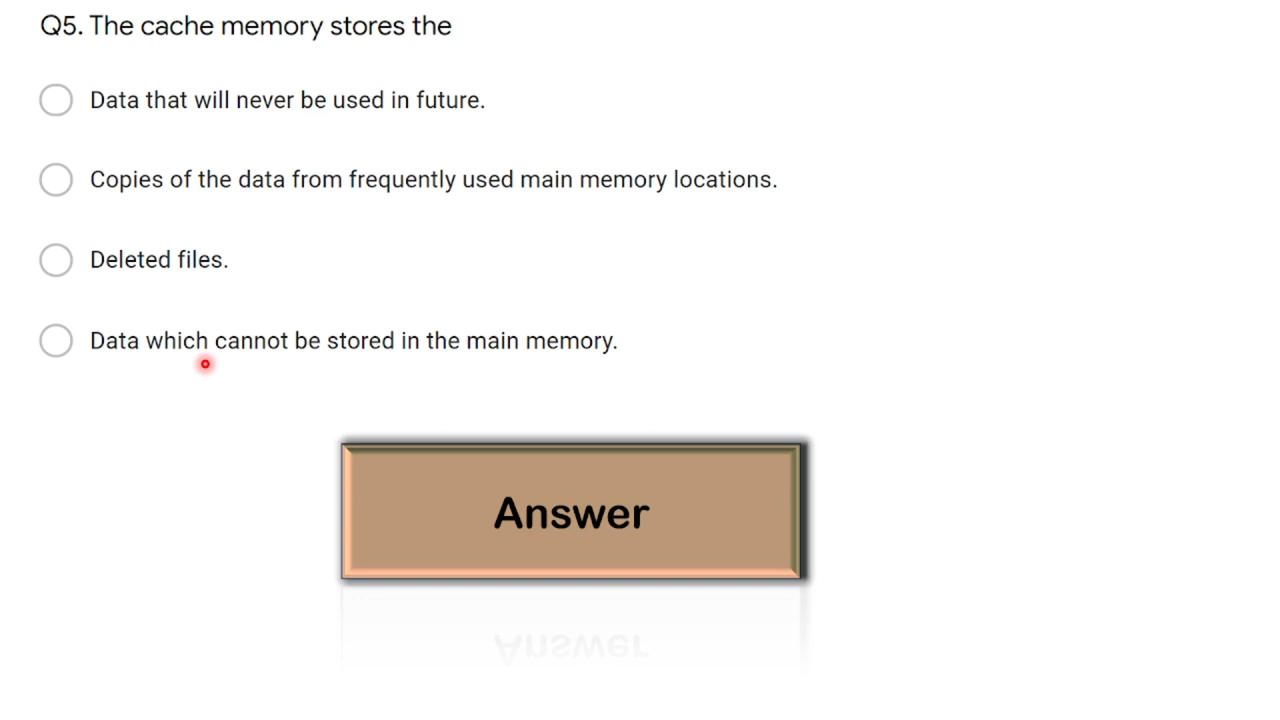 Q5. The cache memory stores the
Data that will never be used in future.
Copies of the data from frequently used main memory locations.
Deleted files.
Data which cannot be stored in the main memory.
Answer